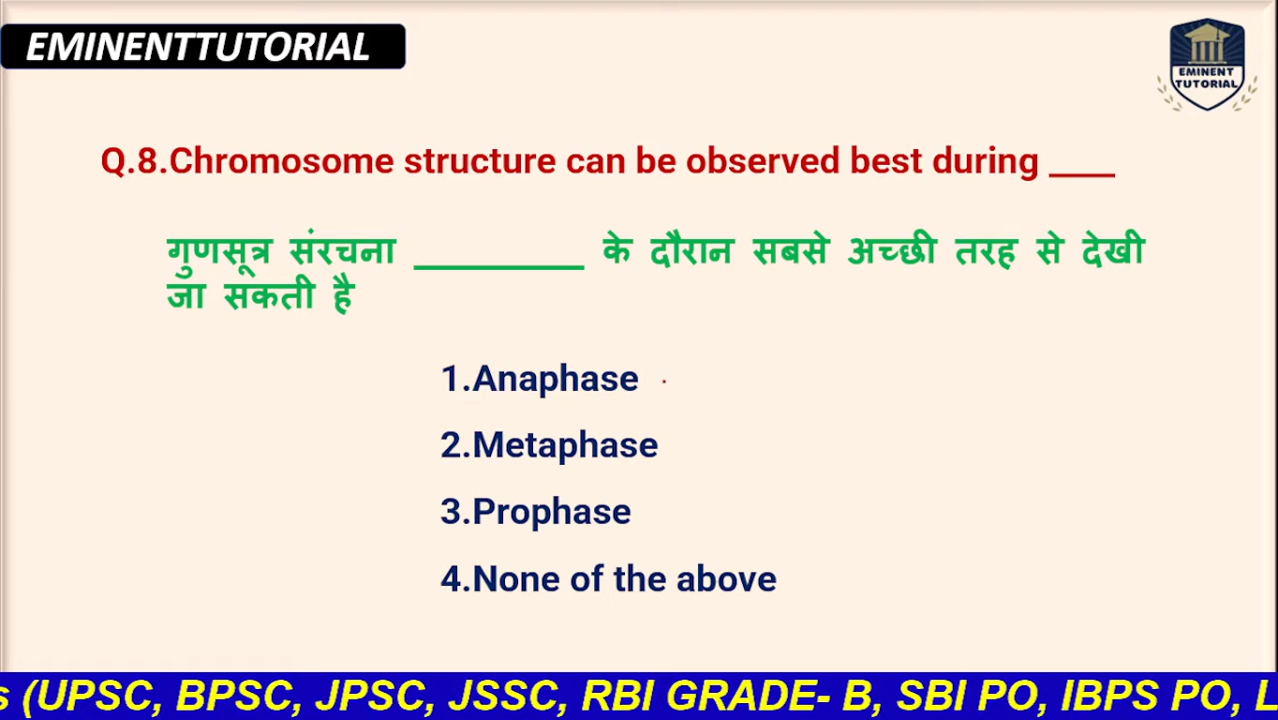 EMINENTTUTORIAL
EMINENT
TUTORIAL
Q.8.Chromosome structure can be observed best during ____
गुणसूत्र संरचना __________ के दौरान सबसे अच्छी तरह से देखी
जा सकती है
1.Anaphase
2.Metaphase
3.Prophase
4.None of the above
s (UPSC, BPSC, JPSC, JSSC, RBI GRADE- B, SBI PO, IBPS PO, L